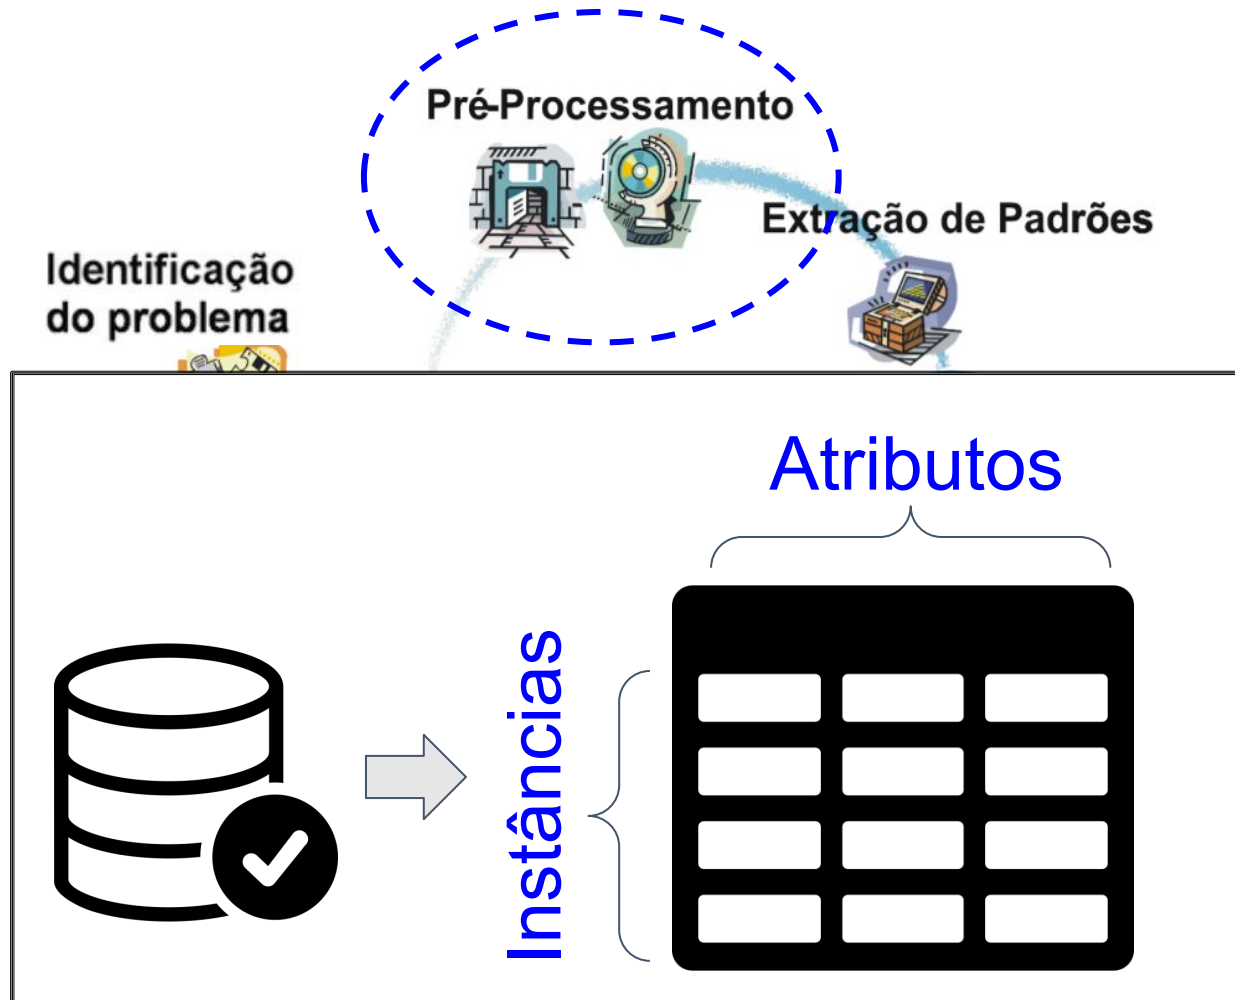 Pré-Processamento
Extração de Padrões
Identificação
do problema
Atributos
Instâncias